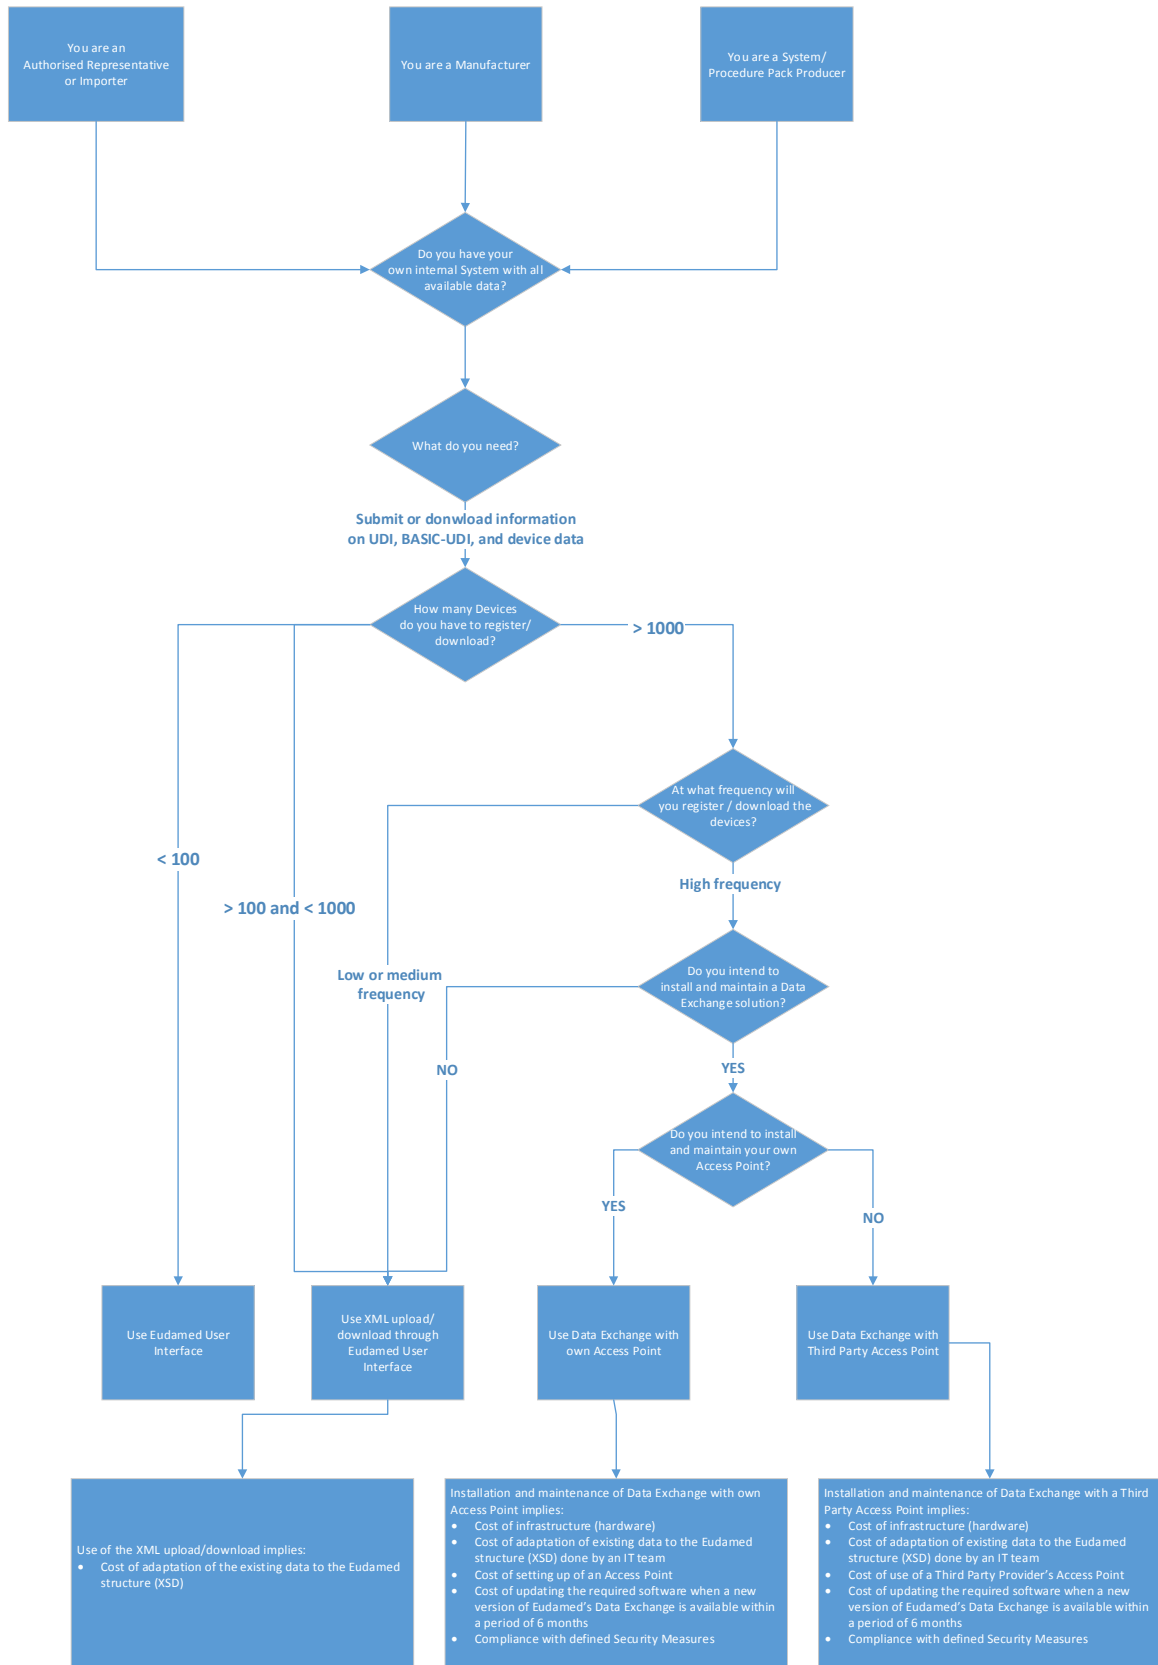 You are an
Authorised Representative
or Importer
You are a Manufacturer
You are a System/
Procedure Pack Producer
Do you have your
own internal System with all
available data?
What do you need?
Submit or donwload information
on UDI, BASIC-UDI, and device data
How many Devices
do you have to register/
download?
> 1000
At what frequency will
you register / download the
devices?
< 100
High frequency
> 100 and < 1000
Low or medium
frequency
Do you intend to
install and maintain a Data
Exchange solution?
NO
YES
Do you intend to install
and maintain your own
Access Point?
YES
NO
Use Eudamed User
Interface
Use XML upload/
download through
Eudamed User
Interface
Use Data Exchange with
own Access Point
Use Data Exchange with
Third Party Access Point
Use of the XML upload/download implies:
• Cost of adaptation of the existing data to the Eudamed
structure (XSD)
Installation and maintenance of Data Exchange with own
Access Point implies:
• Cost of infrastructure (hardware)
• Cost of adaptation of existing data to the Eudamed
structure (XSD) done by an IT team
• Cost of setting up of an Access Point
• Cost of updating the required software when a new
version of Eudamed's Data Exchange is available within
a period of 6 months
• Compliance with defined Security Measures
Installation and maintenance of Data Exchange with a Third
Party Access Point implies:
• Cost of infrastructure (hardware)
• Cost of adaptation of existing data to the Eudamed
structure (XSD) done by an IT team
• Cost of use of a Third Party Provider's Access Point
• Cost of updating the required software when a new
version of Eudamed's Data Exchange is available within
a period of 6 months
• Compliance with defined Security Measures